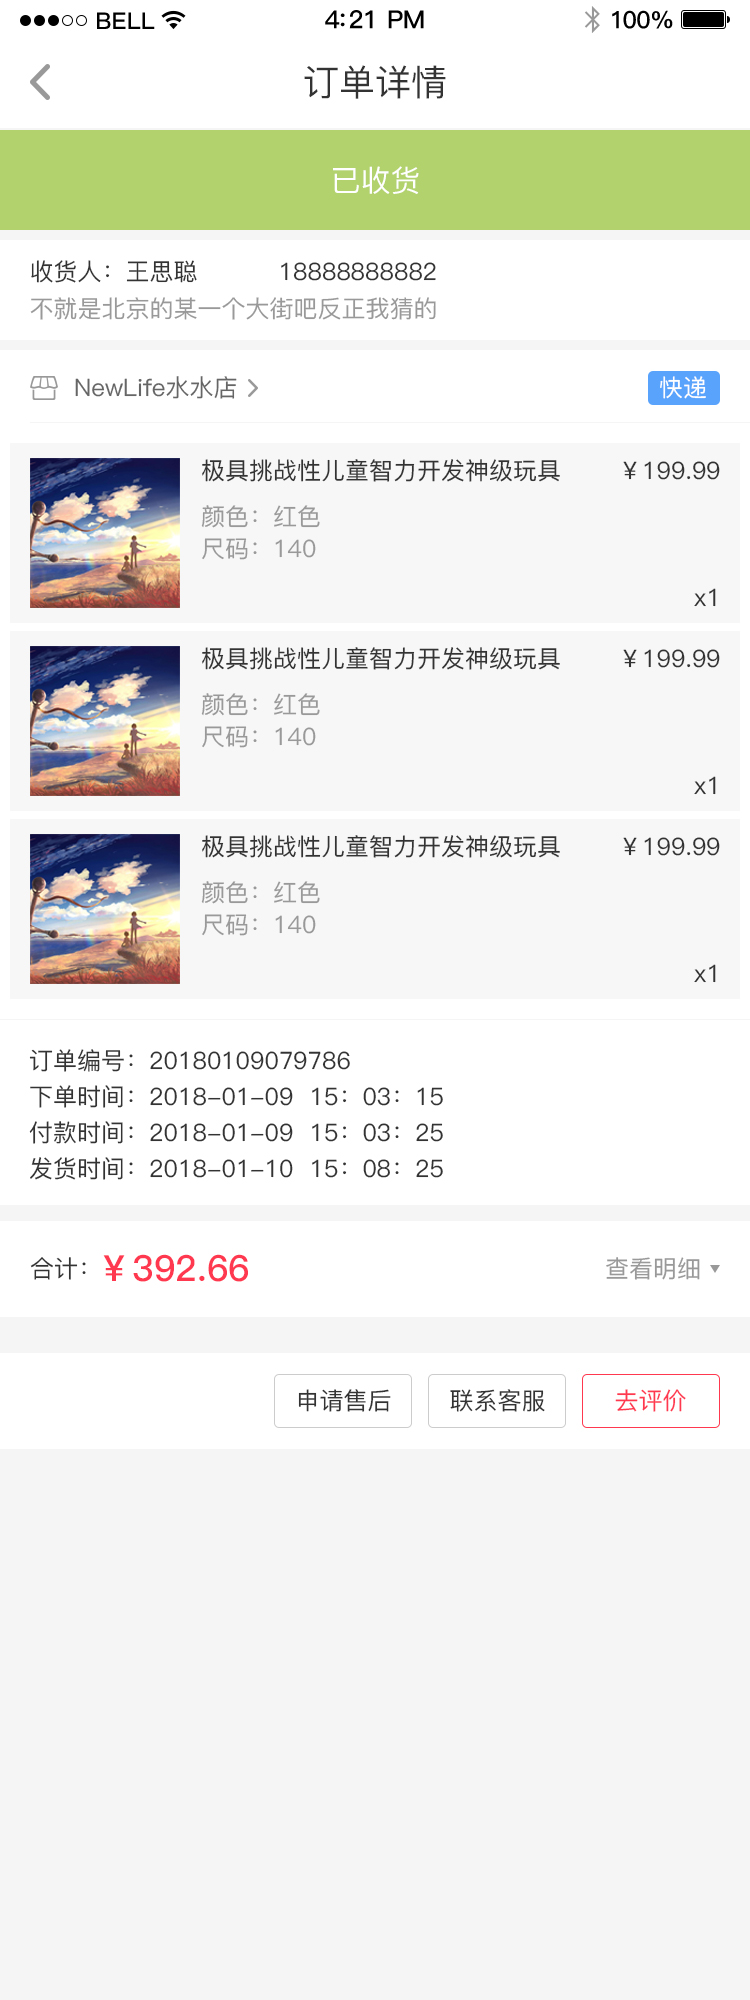 BELL 4:21 PM 100%
订单详情
已收货
收货人：王思聪 18888888882
不就是北京的某一个大街吧反正我猜的
NewLife水水店 快递
极具挑战性儿童智力开发神级玩具 ¥199.99
颜色：红色
尺码：140
x1
极具挑战性儿童智力开发神级玩具 ¥199.99
颜色：红色
尺码：140
x1
极具挑战性儿童智力开发神级玩具 ¥199.99
颜色：红色
尺码：140
x1
订单编号：20180109079786
下单时间：2018-01-09 15：03：15
付款时间：2018-01-09 15：03：25
发货时间：2018-01-10 15：08：25
合计：¥392.66 查看明细
申请售后 联系客服 去评价